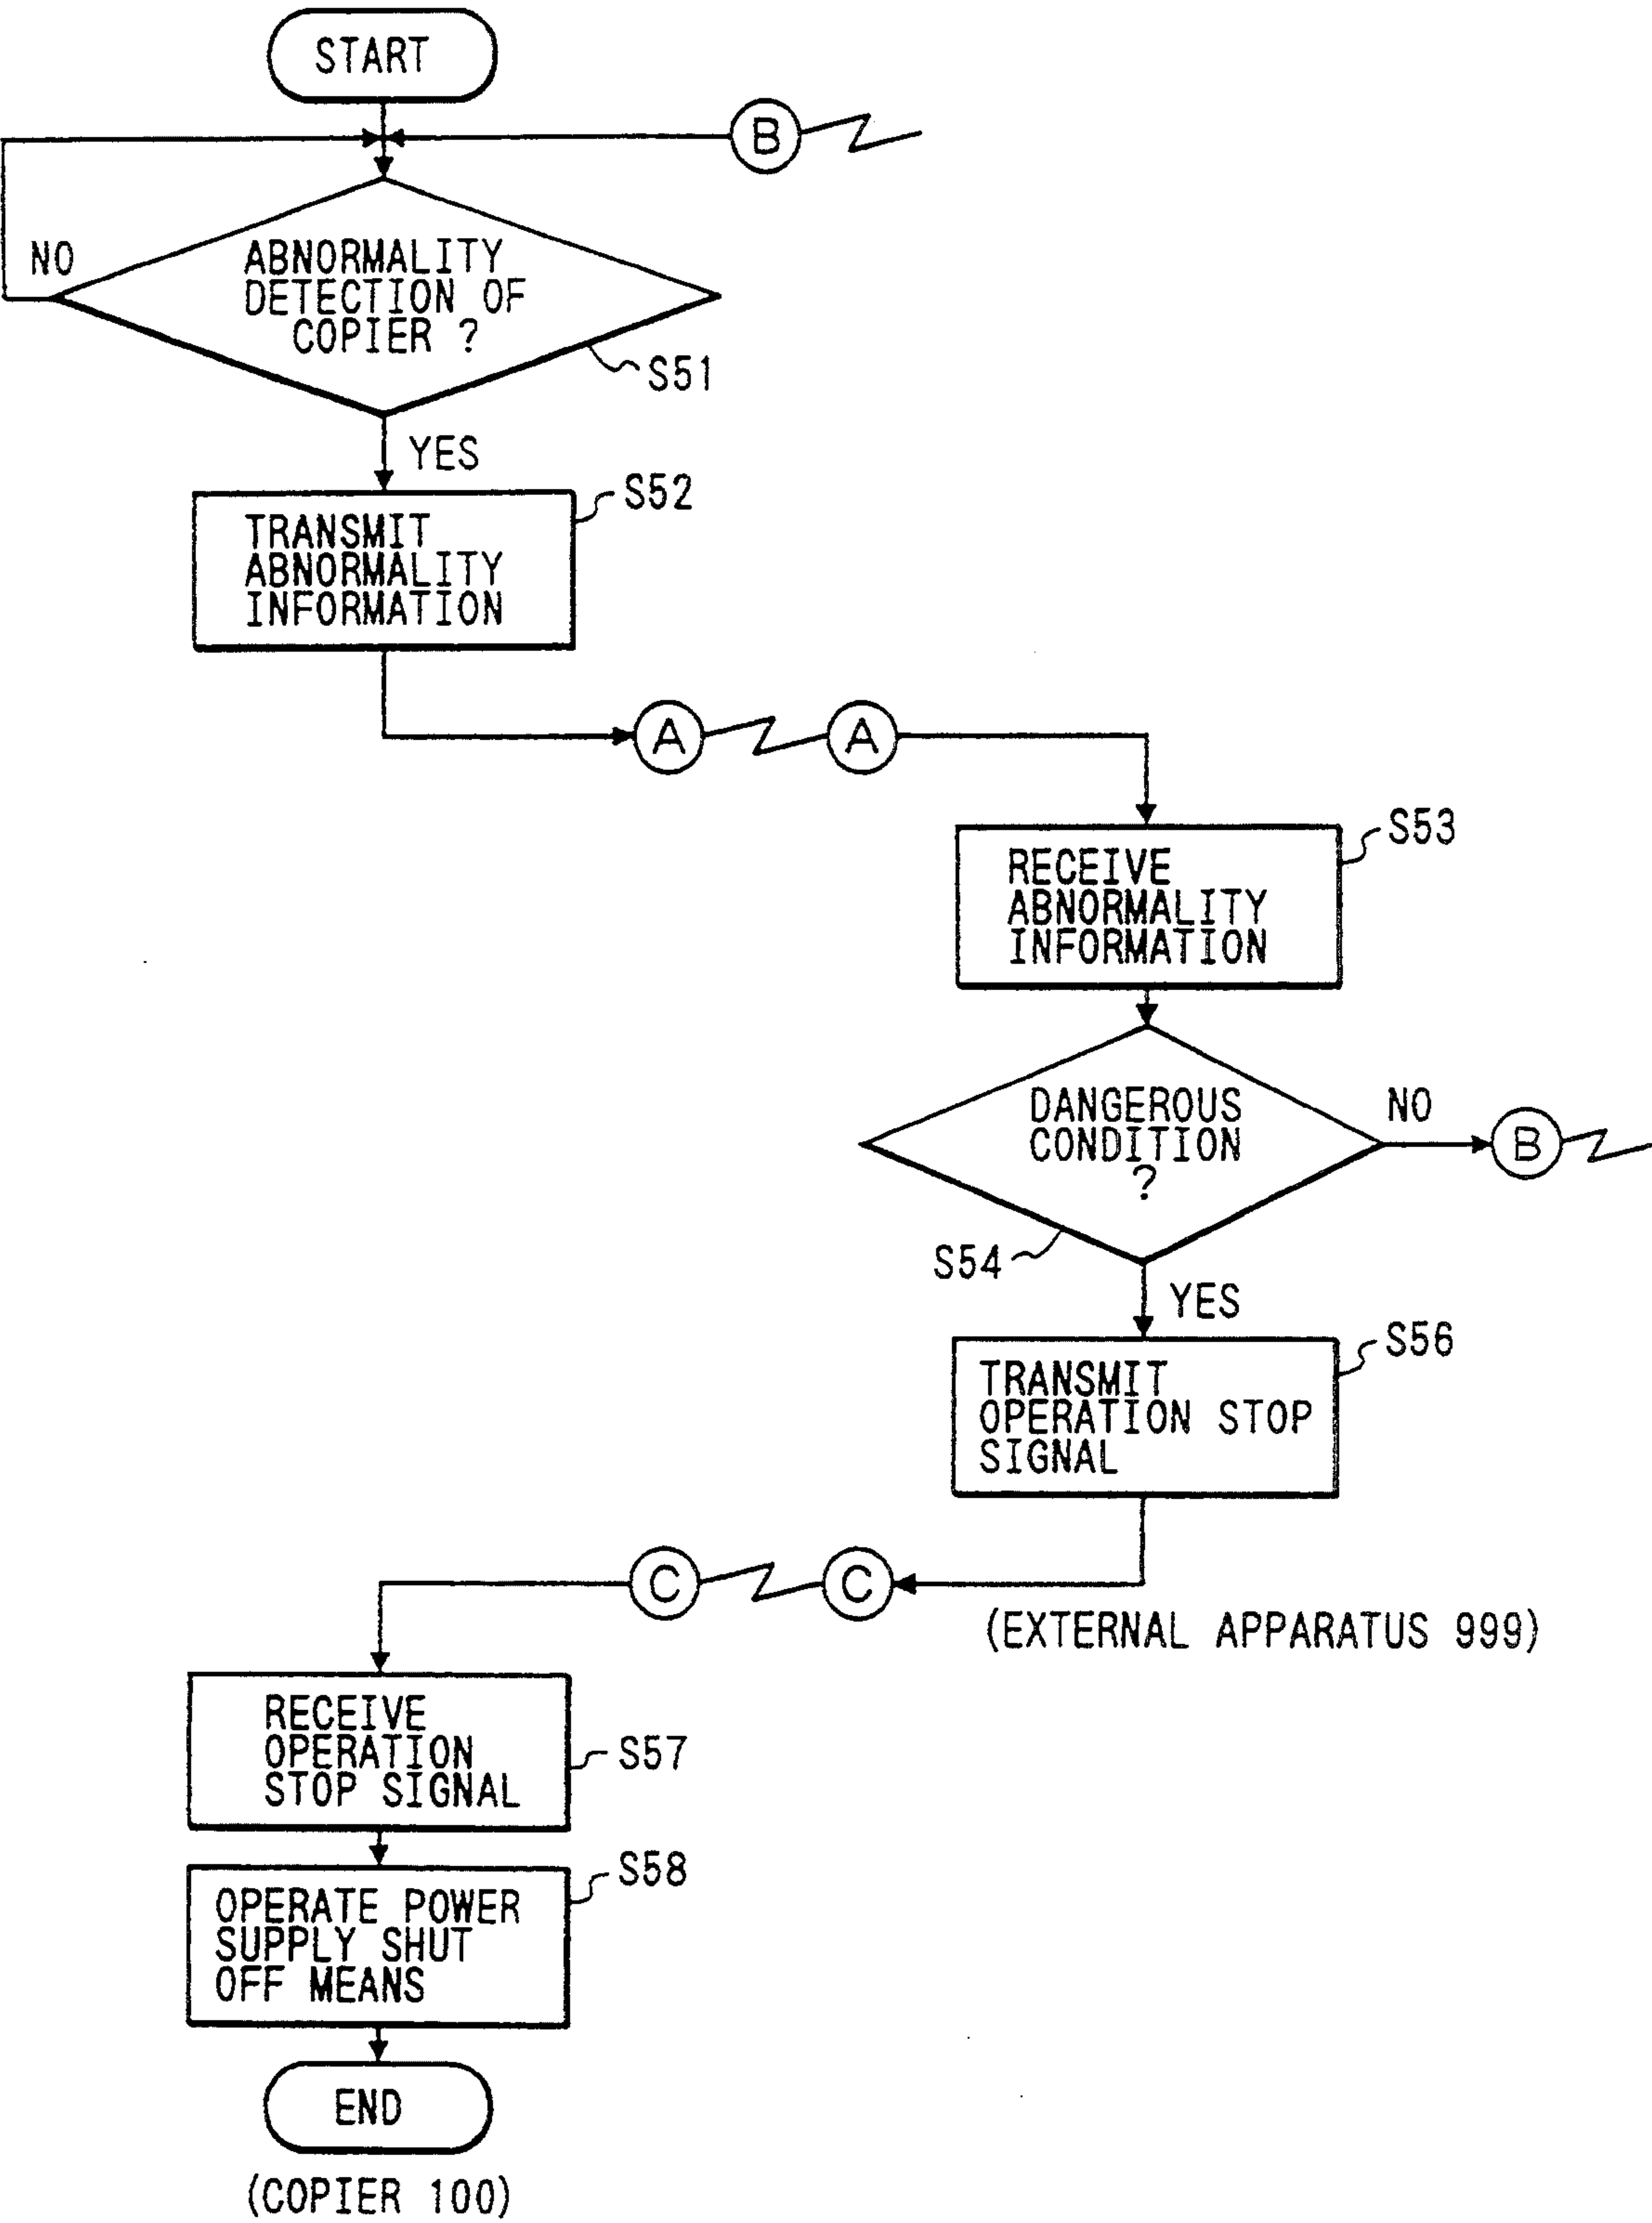 START
B
NO
ABNORMALITY
DETECTION OF
COPIER ?
S51
YES
S52
TRANSMIT
ABNORMALITY
INFORMATION
A
A
S53
RECEIVE
ABNORMALITY
INFORMATION
DANGEROUS
CONDITION
?
NO
B
S54
YES
S56
TRANSMIT
OPERATION STOP
SIGNAL
C
C
(EXTERNAL APPARATUS 999)
RECEIVE
OPERATION
STOP SIGNAL
S57
S58
OPERATE POWER
SUPPLY SHUT
OFF MEANS
END
(COPIER 100)